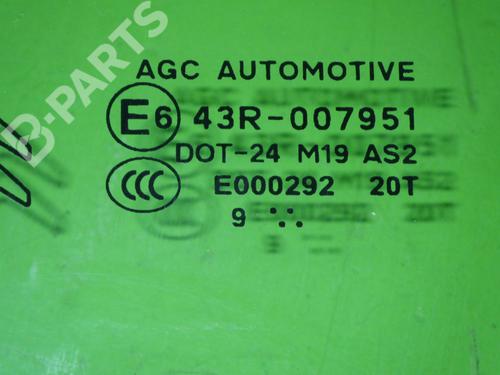 B-PARTS
AGC AUTOMOTIVE
E6 43R-007951
DOT-24 M19 AS2
CCC E000292 20T
9